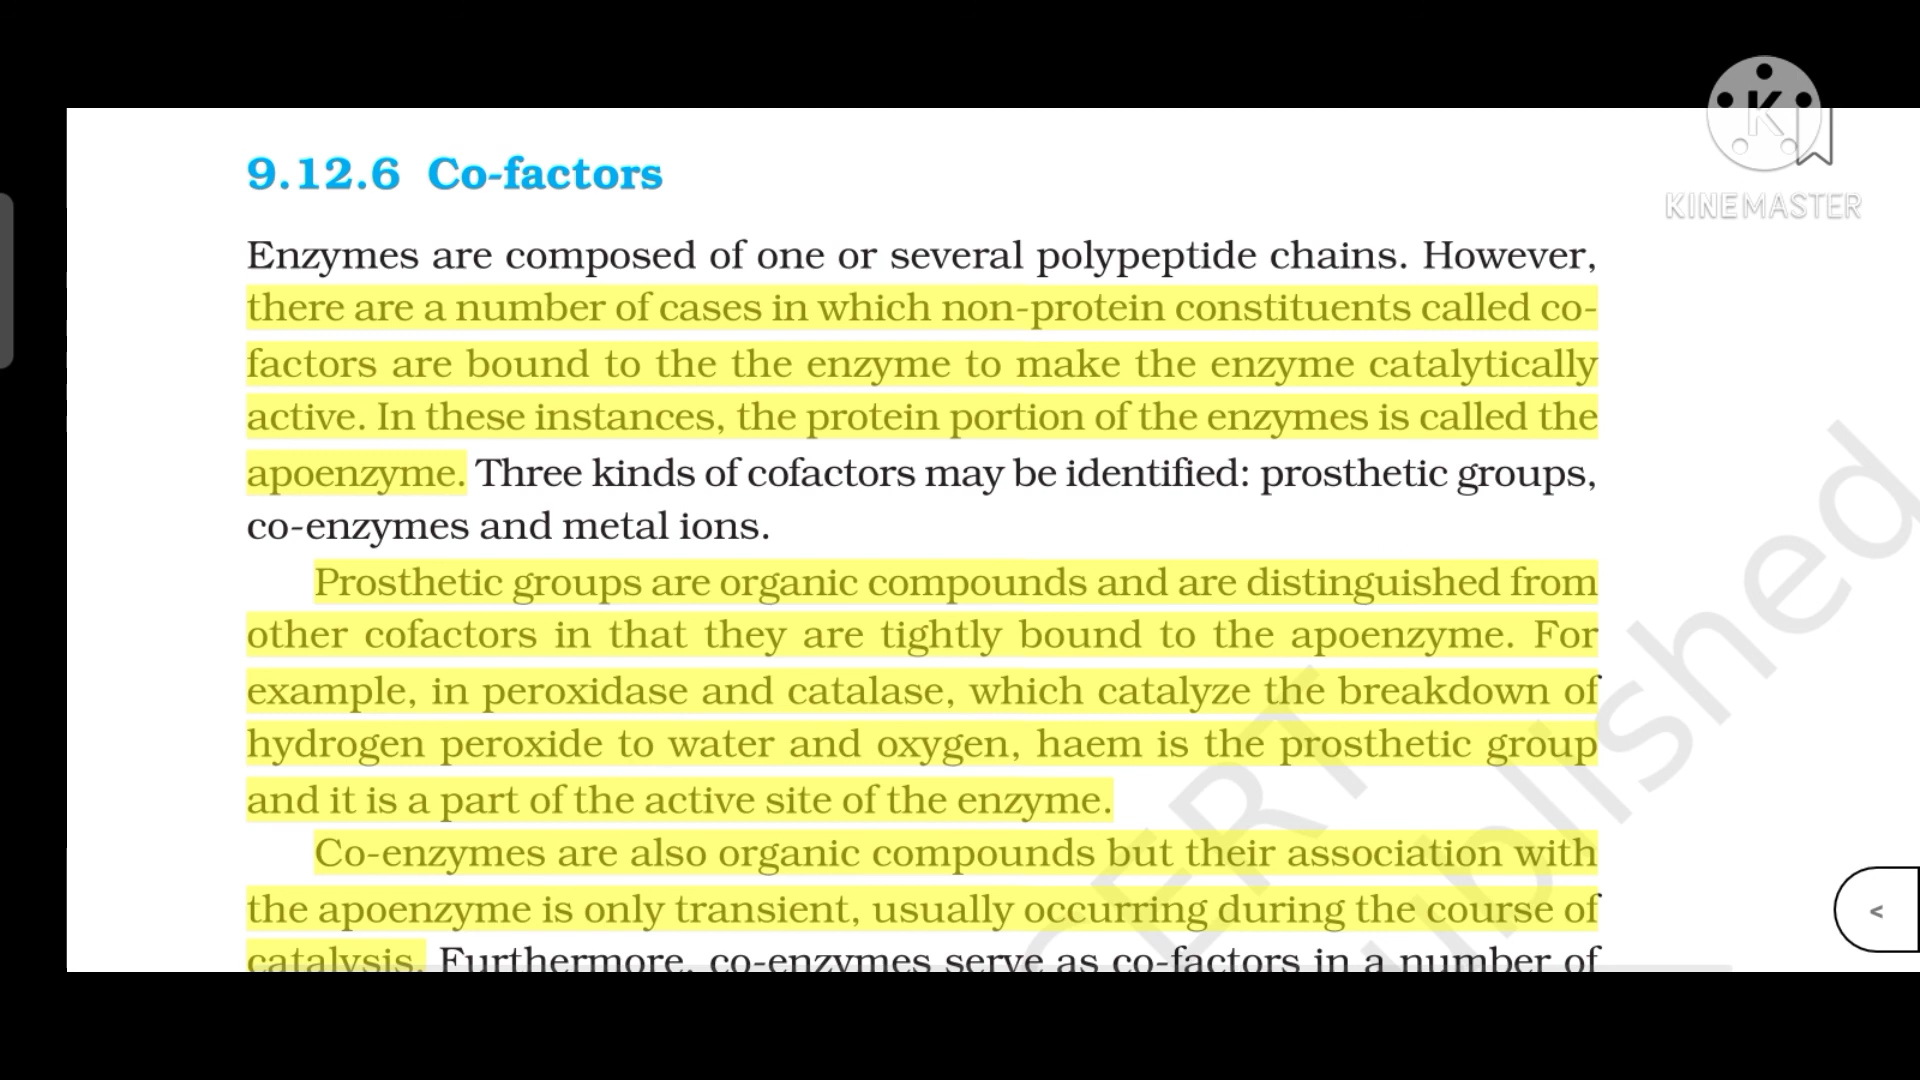 9.12.6 Co-factors
Enzymes are composed of one or several polypeptide chains. However,
there are a number of cases in which non-protein constituents called co-
factors are bound to the the enzyme to make the enzyme catalytically
active. In these instances, the protein portion of the enzymes is called the
apoenzyme. Three kinds of cofactors may be identified: prosthetic groups,
co-enzymes and metal ions.
Prosthetic groups are organic compounds and are distinguished from
other cofactors in that they are tightly bound to the apoenzyme. For
example, in peroxidase and catalase, which catalyze the breakdown of
hydrogen peroxide to water and oxygen, haem is the prosthetic group
and it is a part of the active site of the enzyme.
Co-enzymes are also organic compounds but their association with
the apoenzyme is only transient, usually occurring during the course of
catalysis. Furthermore, co-enzymes serve as co-factors in a number of
K
KINEMASTER
CERT
ublished
<